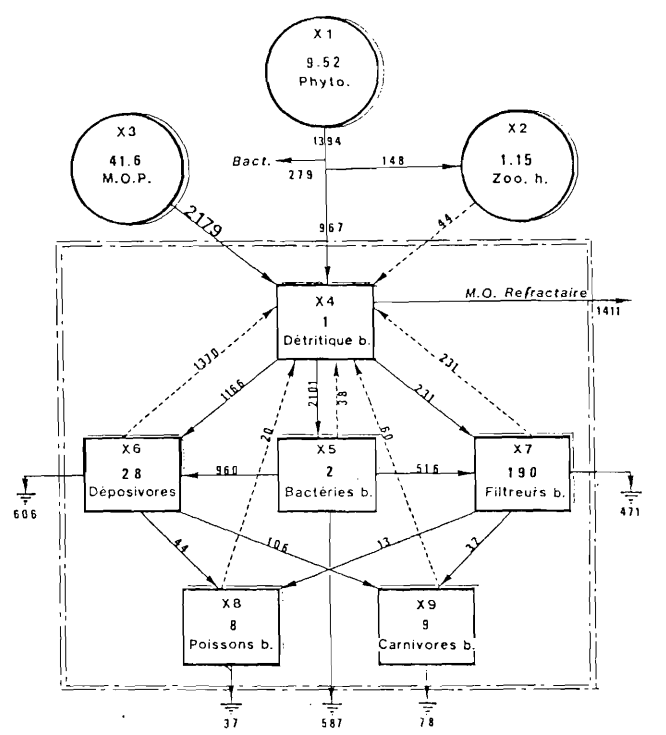 X1
9.52
Phyto.
X3
41.6
M.O.P.
1394
Bact.
279
148
X2
1.15
Zoo. h.
2179
967
44
X4
1
Détritique b.
M.O. Refractaire
1411
1370
1166
2101
38
231
231
20
60
X6
28
Déposivores
960
X5
2
Bactéries b.
516
X7
190
Filtreurs b.
606
471
44
106
13
37
X8
8
Poissons b.
X9
9
Carnivores b.
37
587
78